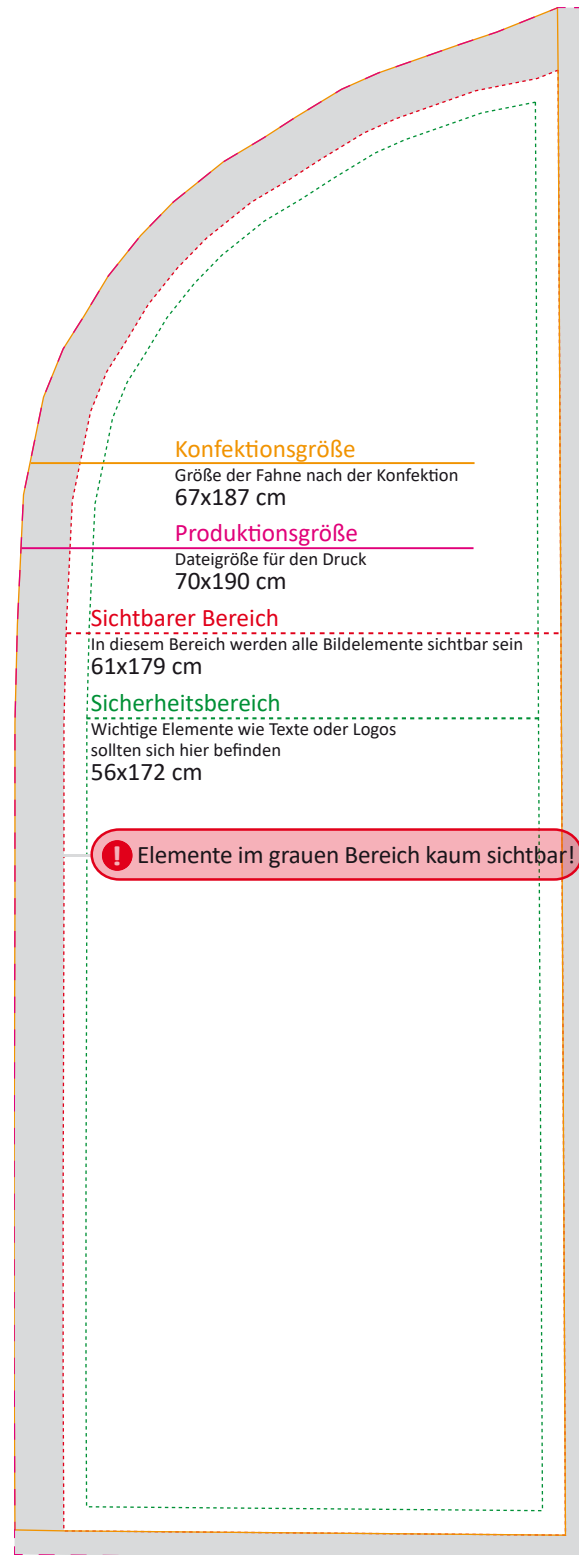 Konfektionsgröße
Größe der Fahne nach der Konfektion
67x187 cm
Produktionsgröße
Dateigröße für den Druck
70x190 cm
Sichtbarer Bereich
In diesem Bereich werden alle Bildelemente sichtbar sein
61x179 cm
Sicherheitsbereich
Wichtige Elemente wie Texte oder Logos
sollten sich hier befinden
56x172 cm
! Elemente im grauen Bereich kaum sichtbar!